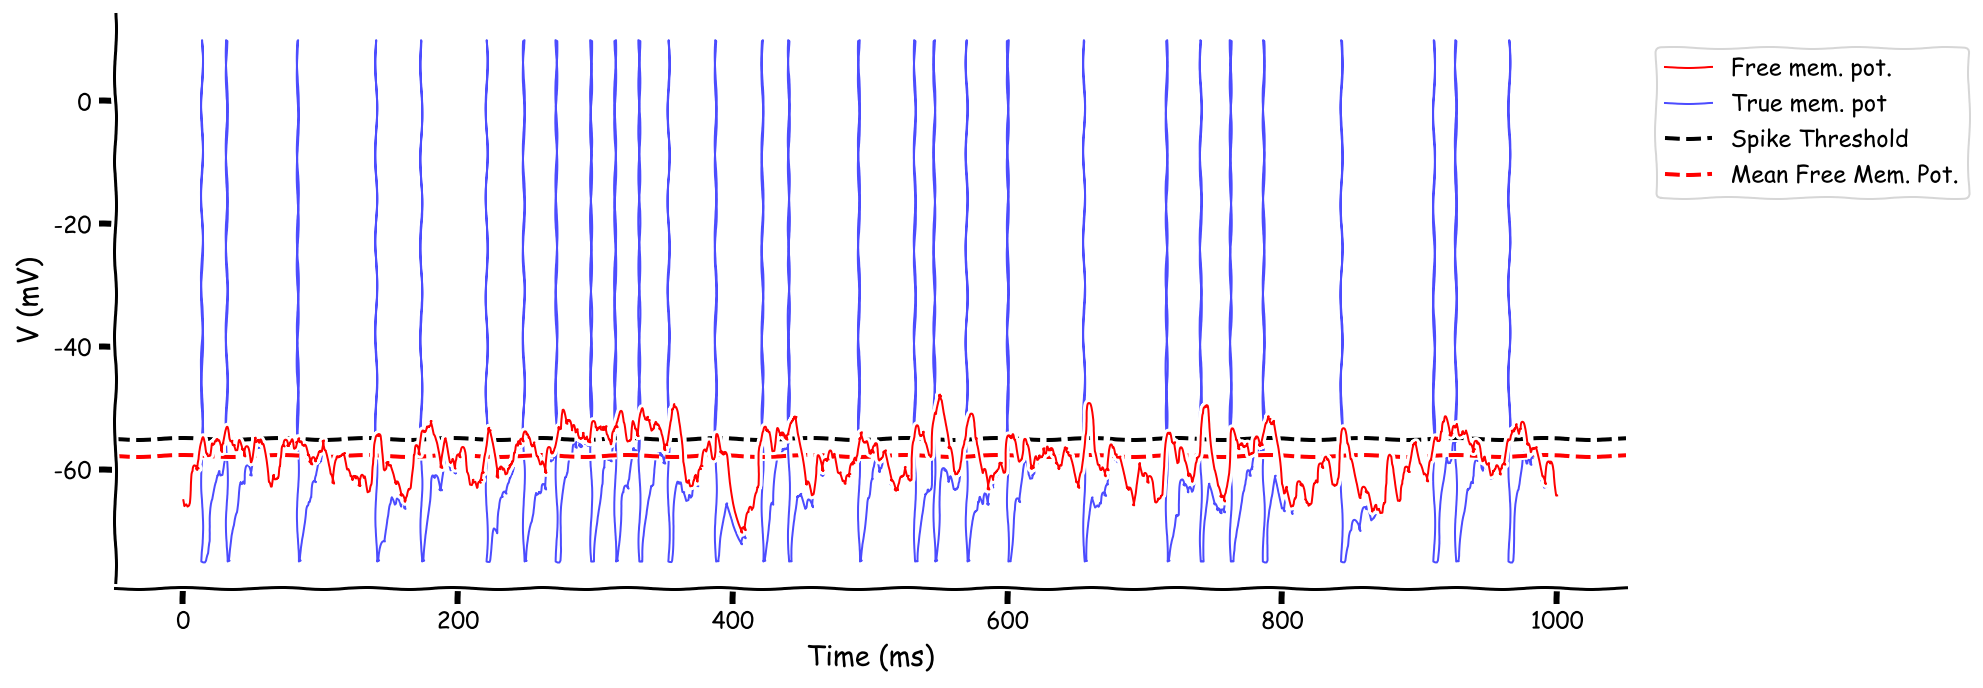 0
-20
-40
-60
V (mV)
0
200
400
600
800
1000
Time (ms)
Free mem. pot.
True mem. pot
Spike Threshold
Mean Free Mem. Pot.